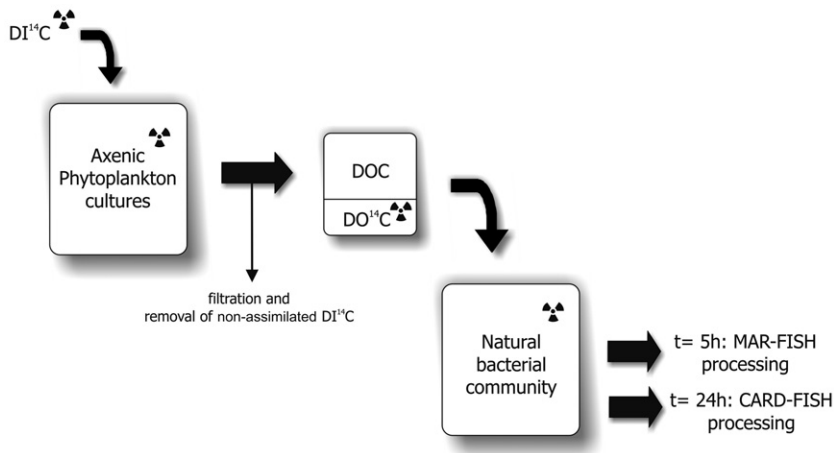 DI¹⁴C
Axenic
Phytoplankton
cultures
DOC
DO¹⁴C
filtration and
removal of non-assimilated DI¹⁴C
Natural
bacterial
community
t= 5h: MAR-FISH
processing
t= 24h: CARD-FISH
processing